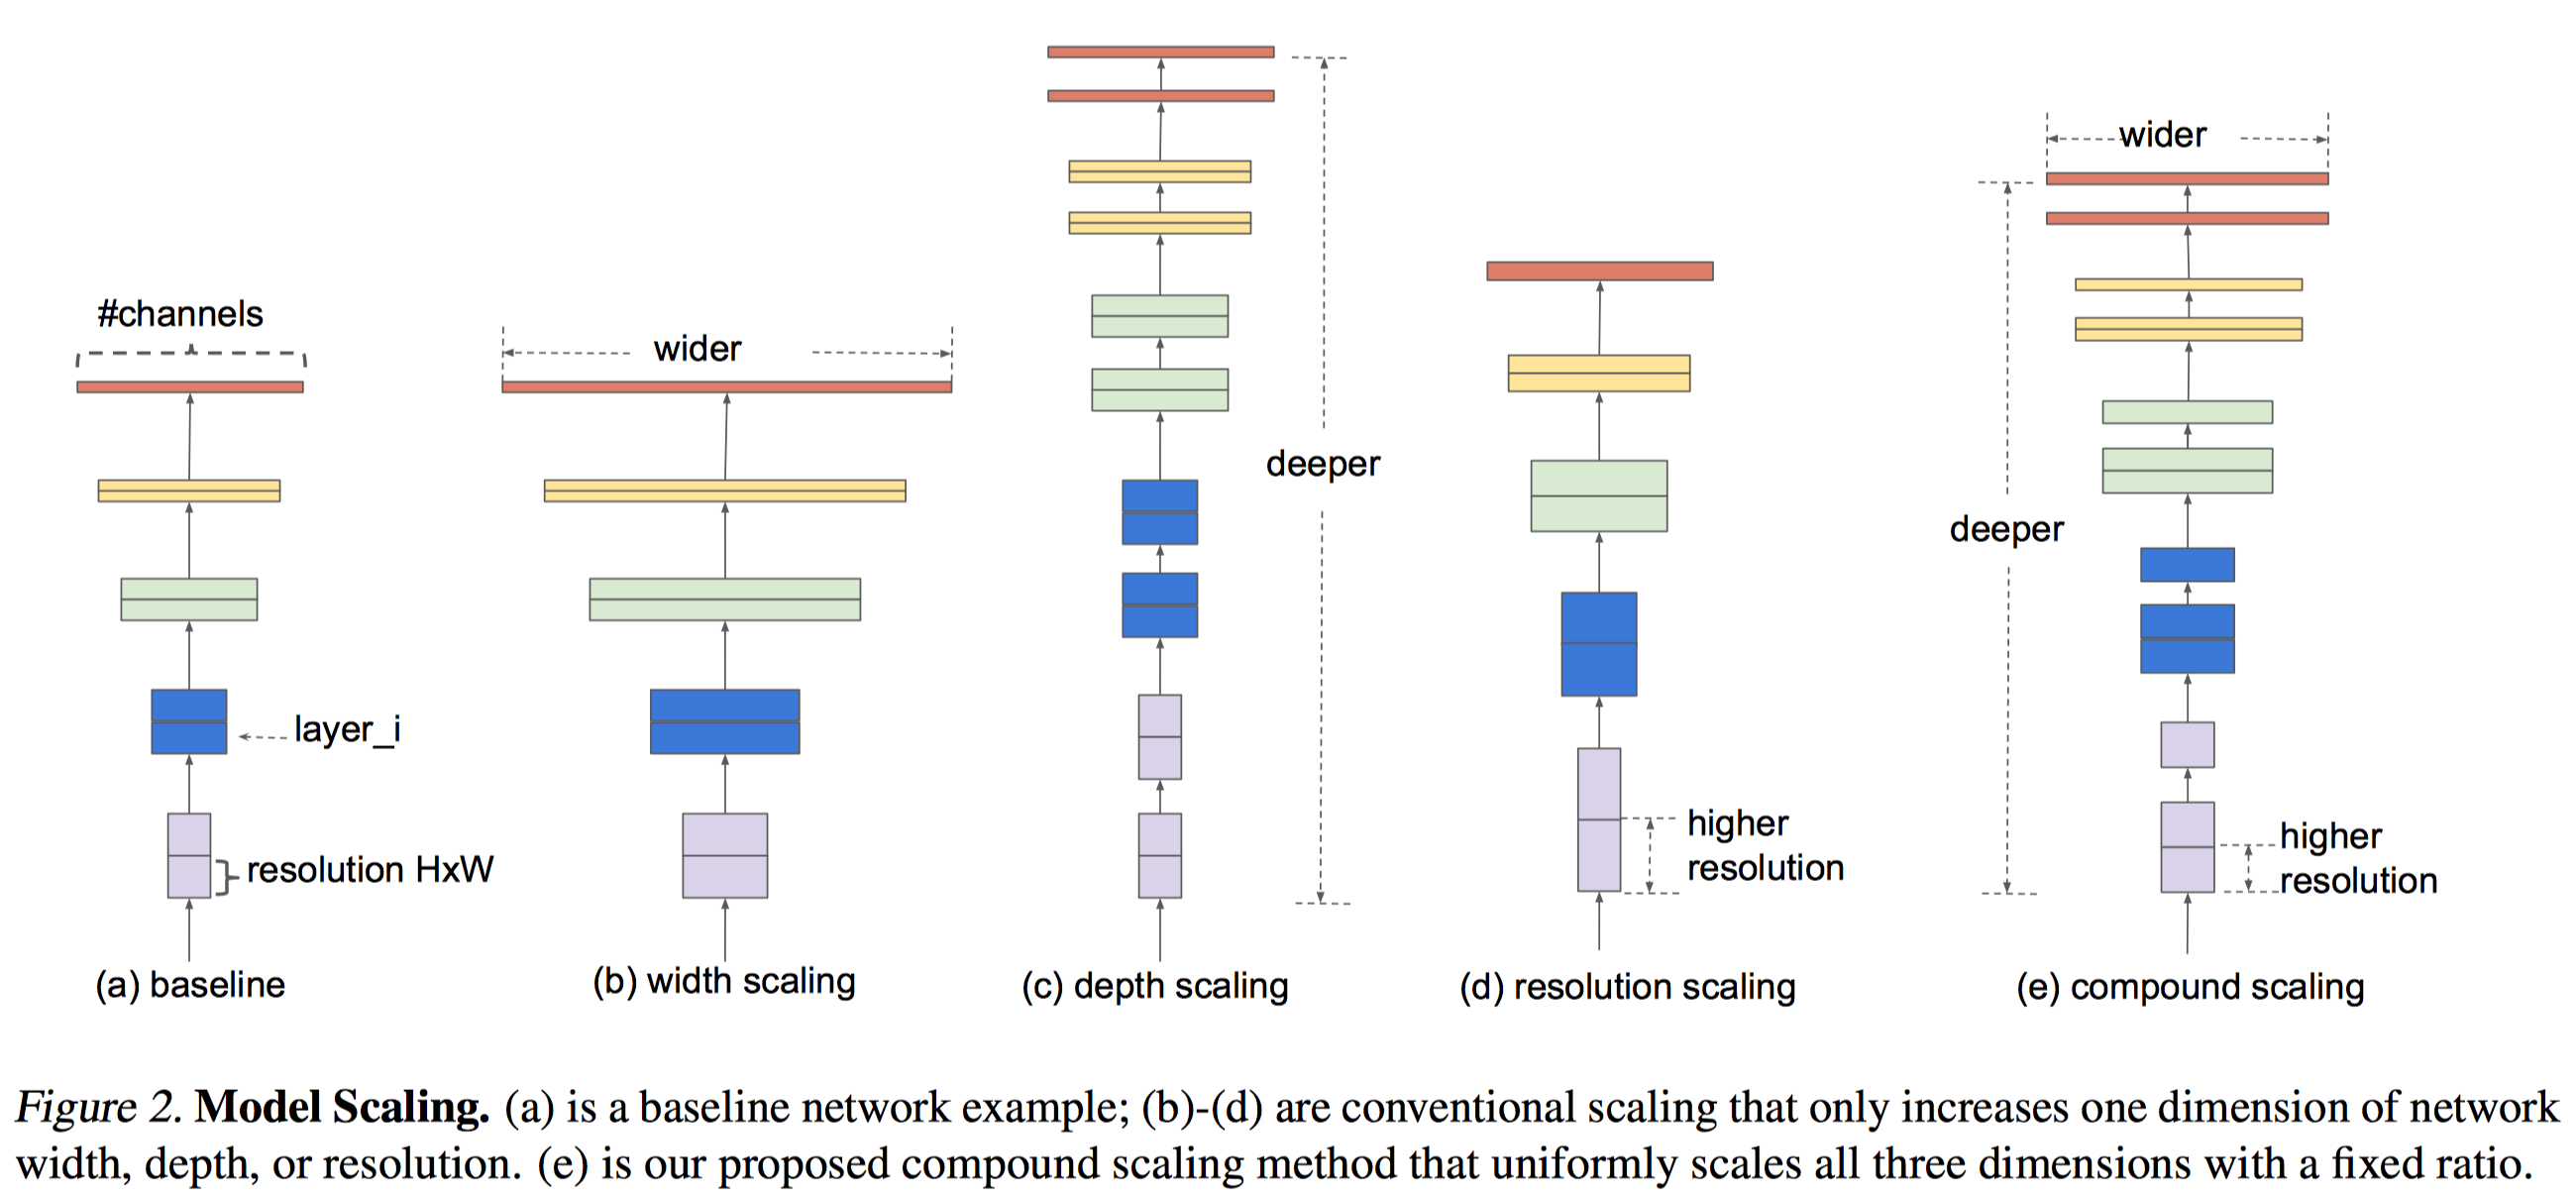 #channels
layer_i
resolution HxW
(a) baseline
wider
(b) width scaling
deeper
(c) depth scaling
higher
resolution
(d) resolution scaling
wider
deeper
higher
resolution
(e) compound scaling
Figure 2. Model Scaling. (a) is a baseline network example; (b)-(d) are conventional scaling that only increases one dimension of network
width, depth, or resolution. (e) is our proposed compound scaling method that uniformly scales all three dimensions with a fixed ratio.